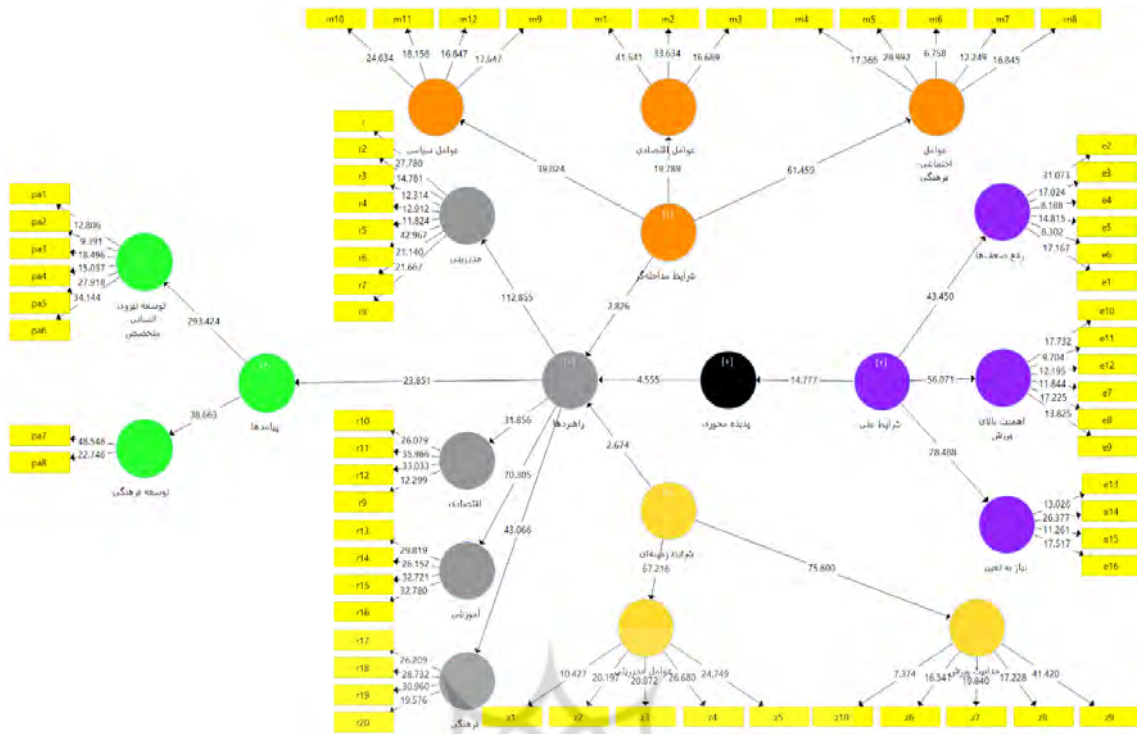 m10
m11
m12
m9
m1
m2
m3
m4
m5
m6
m7
m8
24.634
18.158
16.647
17.647
41.541
33.634
16.689
17.366
29.992
6.758
12.249
16.845
عوامل سیاسی
عوامل اقتصادی
عوامل
اجتماعی-
فرهنگی
39.024
19.789
61.459
شرایط مداخله‌گر
2.826
r
r2
r3
r4
r5
r6
r7
r8
27.780
14.781
12.314
12.912
11.824
42.967
21.140
21.667
مدیریتی
112.855
e2
e3
e4
e5
e6
e1
31.073
17.024
8.188
14.815
8.302
17.167
رفع ضعف‌ها
43.450
pa1
pa2
pa3
pa4
pa5
pa6
12.806
9.391
18.496
15.037
27.918
34.144
توسعه نیروی
انسانی
متخصص
293.424
e10
e11
e12
e7
e8
e9
17.732
9.704
12.195
11.844
17.225
13.825
اهمیت بالای
ورزش
56.071
شرایط علی
14.777
[+]
پدیده محوری
4.555
[+]
راهبردها
23.851
پیامدها
38.663
pa7
pa8
48.548
22.746
توسعه فرهنگی
r10
r11
r12
r9
26.079
35.966
33.033
12.299
اقتصادی
31.856
70.305
43.066
2.674
78.488
r13
r14
r15
r16
29.819
26.152
32.721
32.780
آموزشی
e13
e14
e15
e16
13.026
26.377
11.261
17.517
نیاز به تغییر
شرایط زمینه‌ای
67.216
75.600
r17
r18
r19
r20
26.209
28.732
30.960
19.576
فرهنگی
عوامل مدیریتی
10.427
20.197
20.872
26.680
24.749
جذابیت ورزش
7.374
16.541
19.840
17.228
41.420
z1
z2
z3
z4
z5
z10
z6
z7
z8
z9